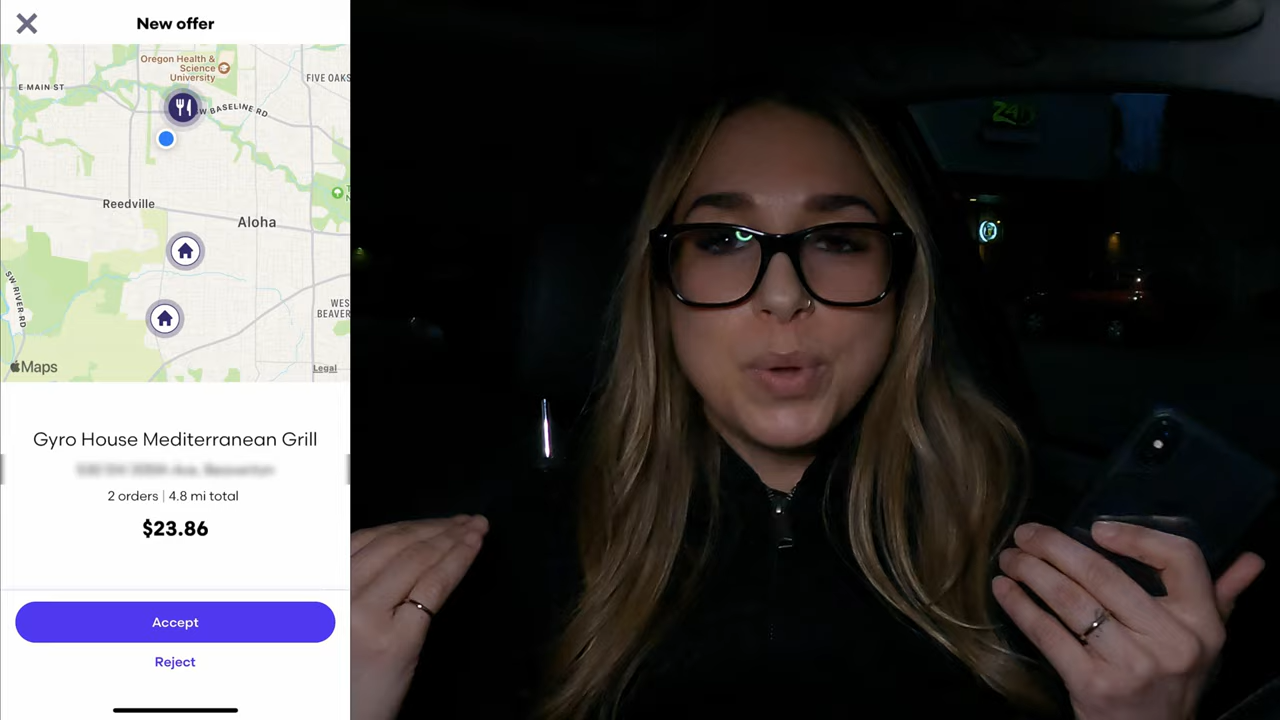 New offer
Oregon Health &
Science
University
FIVE OAKS
E MAIN ST
W BASELINE RD
Reedville
Aloha
SW RIVER RD
WES
BEAVER
Maps
Legal
Gyro House Mediterranean Grill
2 orders | 4.8 mi total
$23.86
Accept
Reject